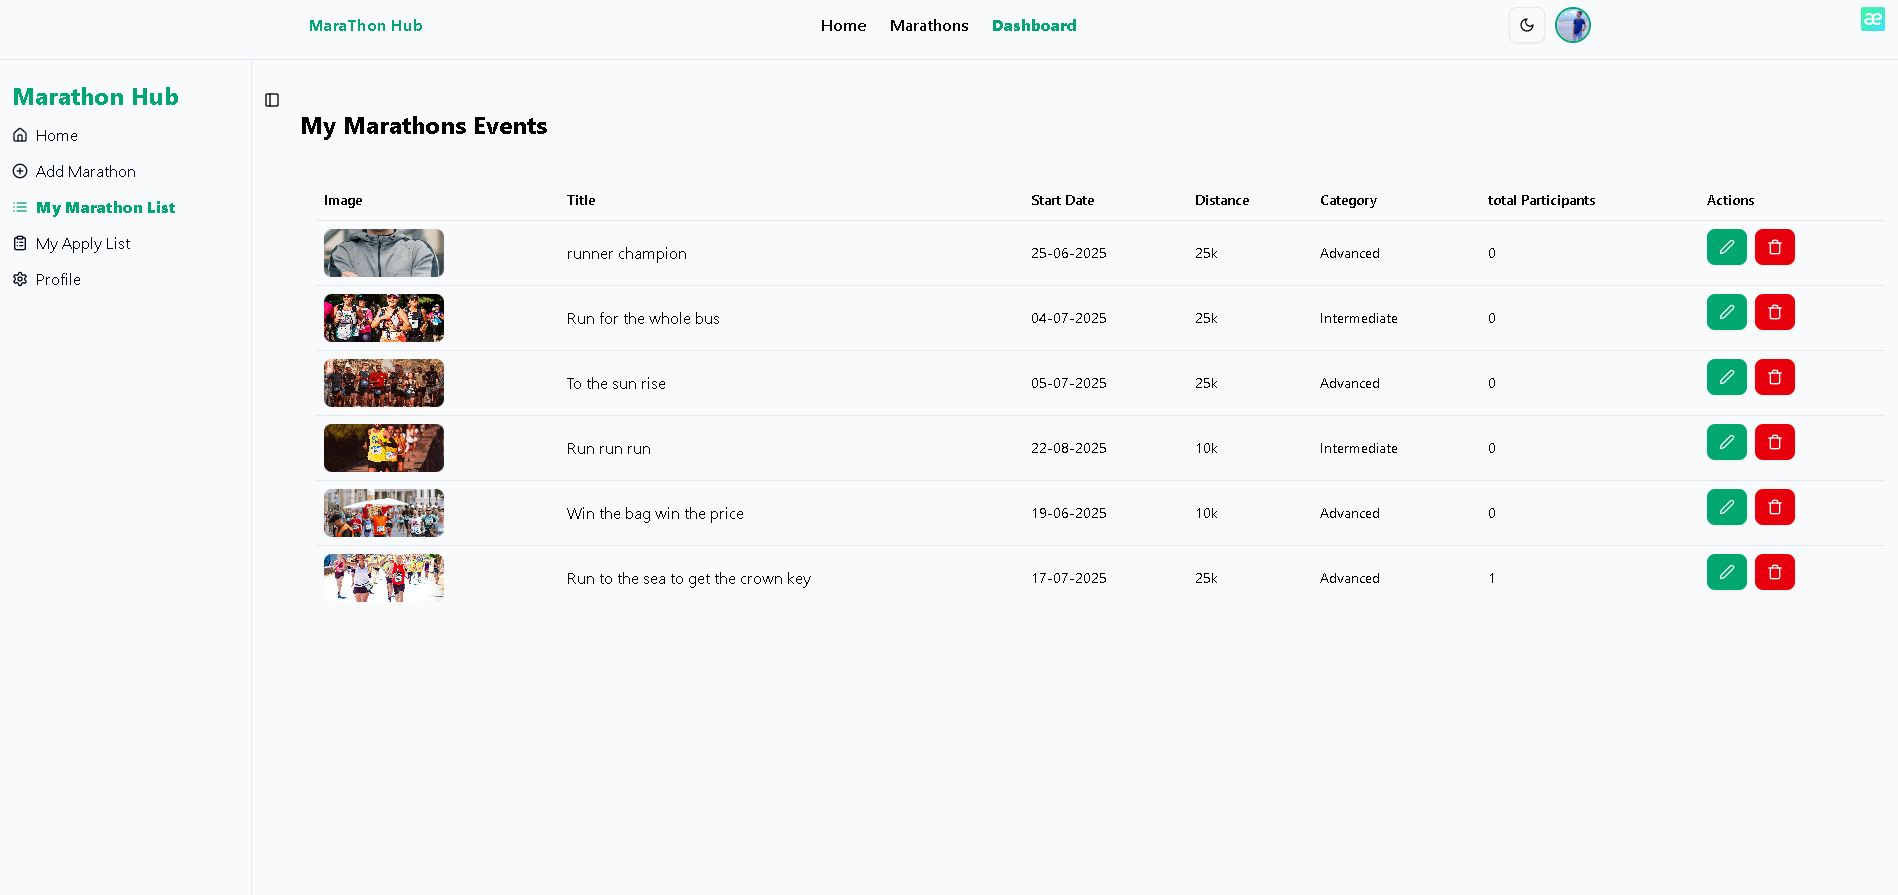 MaraThon Hub
Home Marathons Dashboard
æ
Marathon Hub
Home
Add Marathon
My Marathon List
My Apply List
Profile
My Marathons Events
Image Title Start Date Distance Category total Participants Actions
runner champion 25-06-2025 25k Advanced 0
Run for the whole bus 04-07-2025 25k Intermediate 0
To the sun rise 05-07-2025 25k Advanced 0
Run run run 22-08-2025 10k Intermediate 0
Win the bag win the price 19-06-2025 10k Advanced 0
Run to the sea to get the crown key 17-07-2025 25k Advanced 1